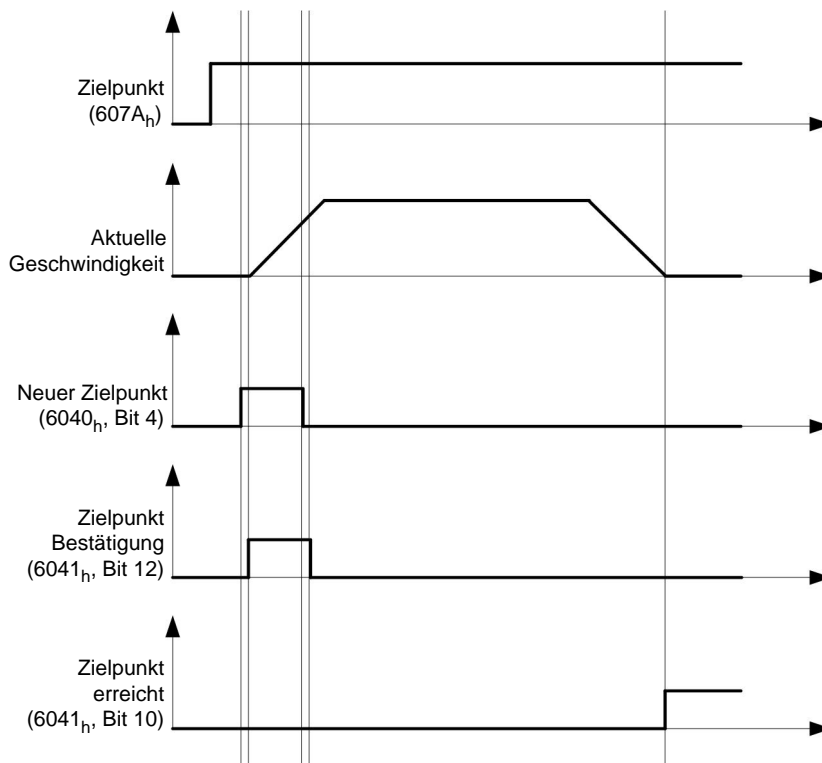 Zielpunkt
(607Aₕ)
Aktuelle
Geschwindigkeit
Neuer Zielpunkt
(6040ₕ, Bit 4)
Zielpunkt
Bestätigung
(6041ₕ, Bit 12)
Zielpunkt
erreicht
(6041ₕ, Bit 10)